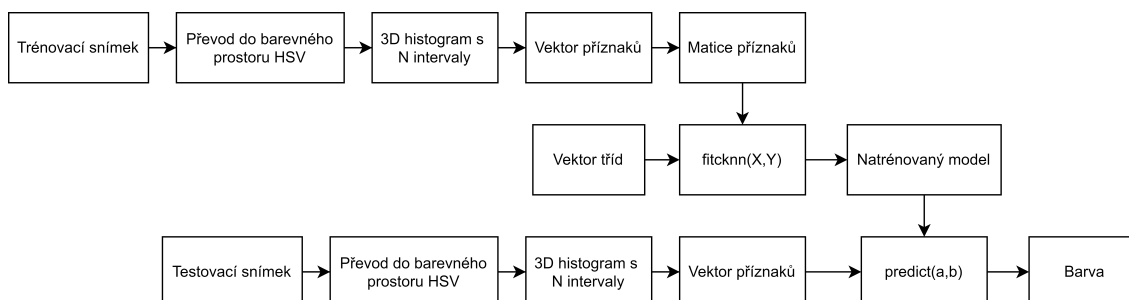 Trénovací snímek
Převod do barevného
prostoru HSV
3D histogram s
N intervaly
Vektor příznaků
Matice příznaků
Vektor tříd
fitcknn(X,Y)
Natrénovaný model
Testovací snímek
Převod do barevného
prostoru HSV
3D histogram s
N intervaly
Vektor příznaků
predict(a,b)
Barva